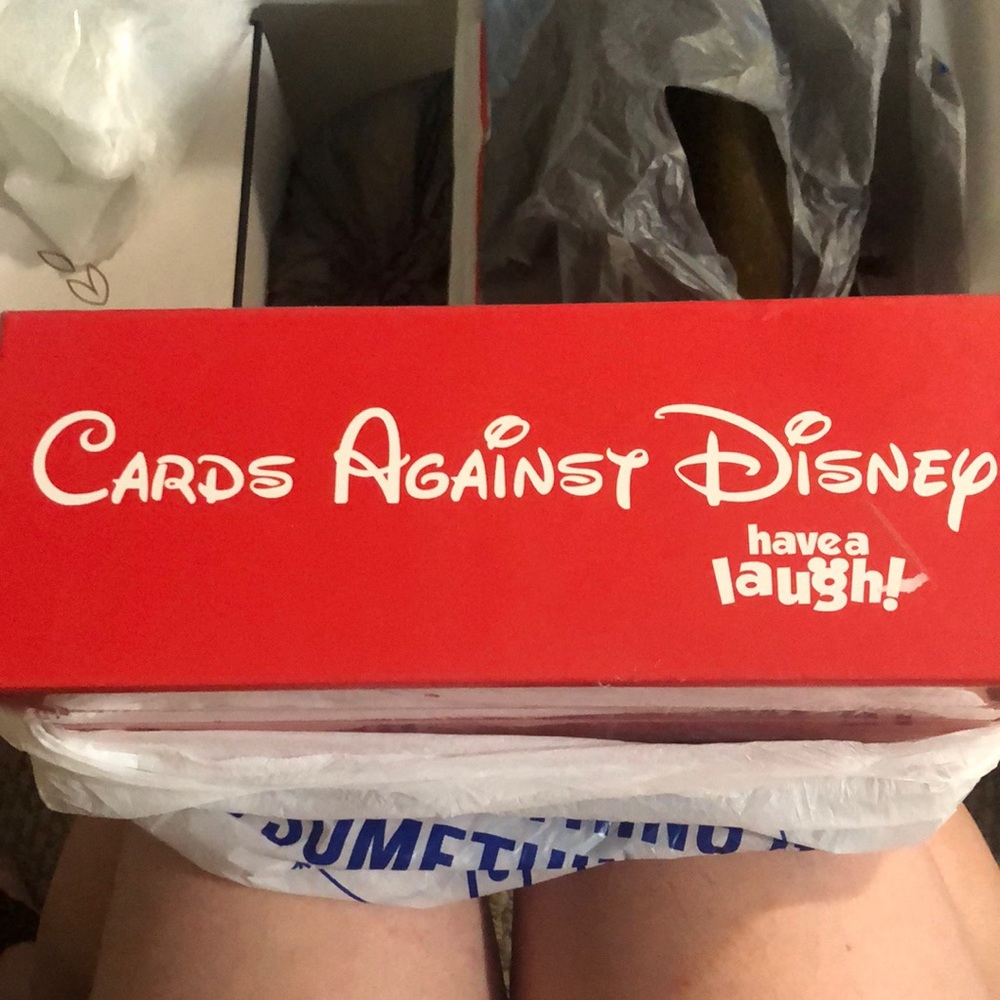 Cards Against Disney
have a
laugh!